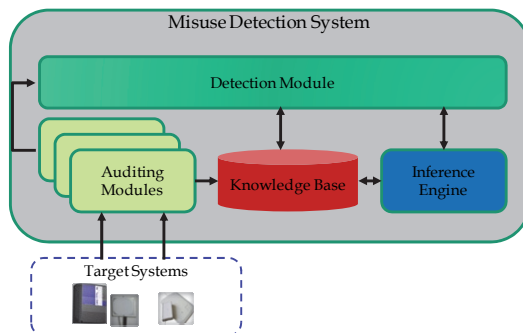 Misuse Detection System
Detection Module
Auditing
Modules
Knowledge Base
Inference
Engine
Target Systems